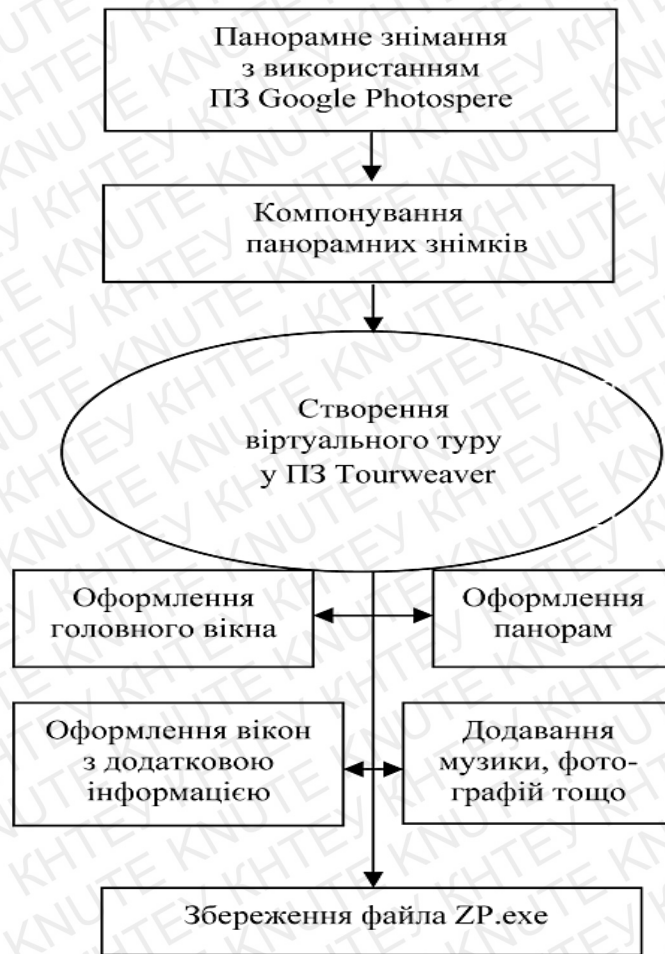 Панорамне знімання
з використанням
ПЗ Google Photospere
Компонування
панорамних знімків
Створення
віртуального туру
у ПЗ Tourweaver
Оформлення
головного вікна
Оформлення
панорам
Оформлення вікон
з додатковою
інформацією
Додавання
музики, фото-
графій тощо
Збереження файла ZP.exe